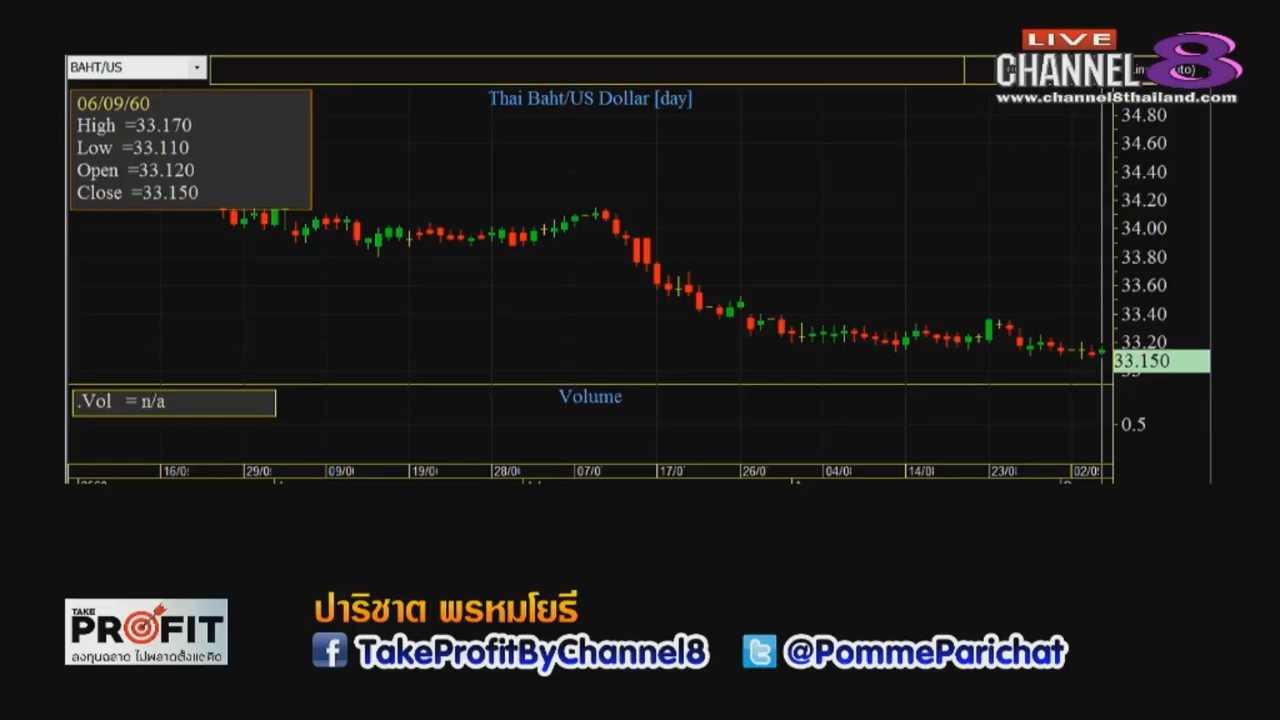 LIVE
CHANNEL 8
www.channel8thailand.com
BAHT/US
06/09/60
High =33.170
Low =33.110
Open =33.120
Close =33.150
Thai Baht/US Dollar [day]
34.80
34.60
34.40
34.20
34.00
33.80
33.60
33.40
33.20
33.150
.Vol = n/a
Volume
0.5
16/0
29/0
09/0
19/0
28/0
07/0
17/0
26/0
04/0
14/0
23/0
02/0
TAKE
PROFIT
ลงทุนฉลาด ไม่พลาดตั้งแต่คิด
ปาริชาต พรหมโยธี
TakeProfitByChannel8
@PommeParichat